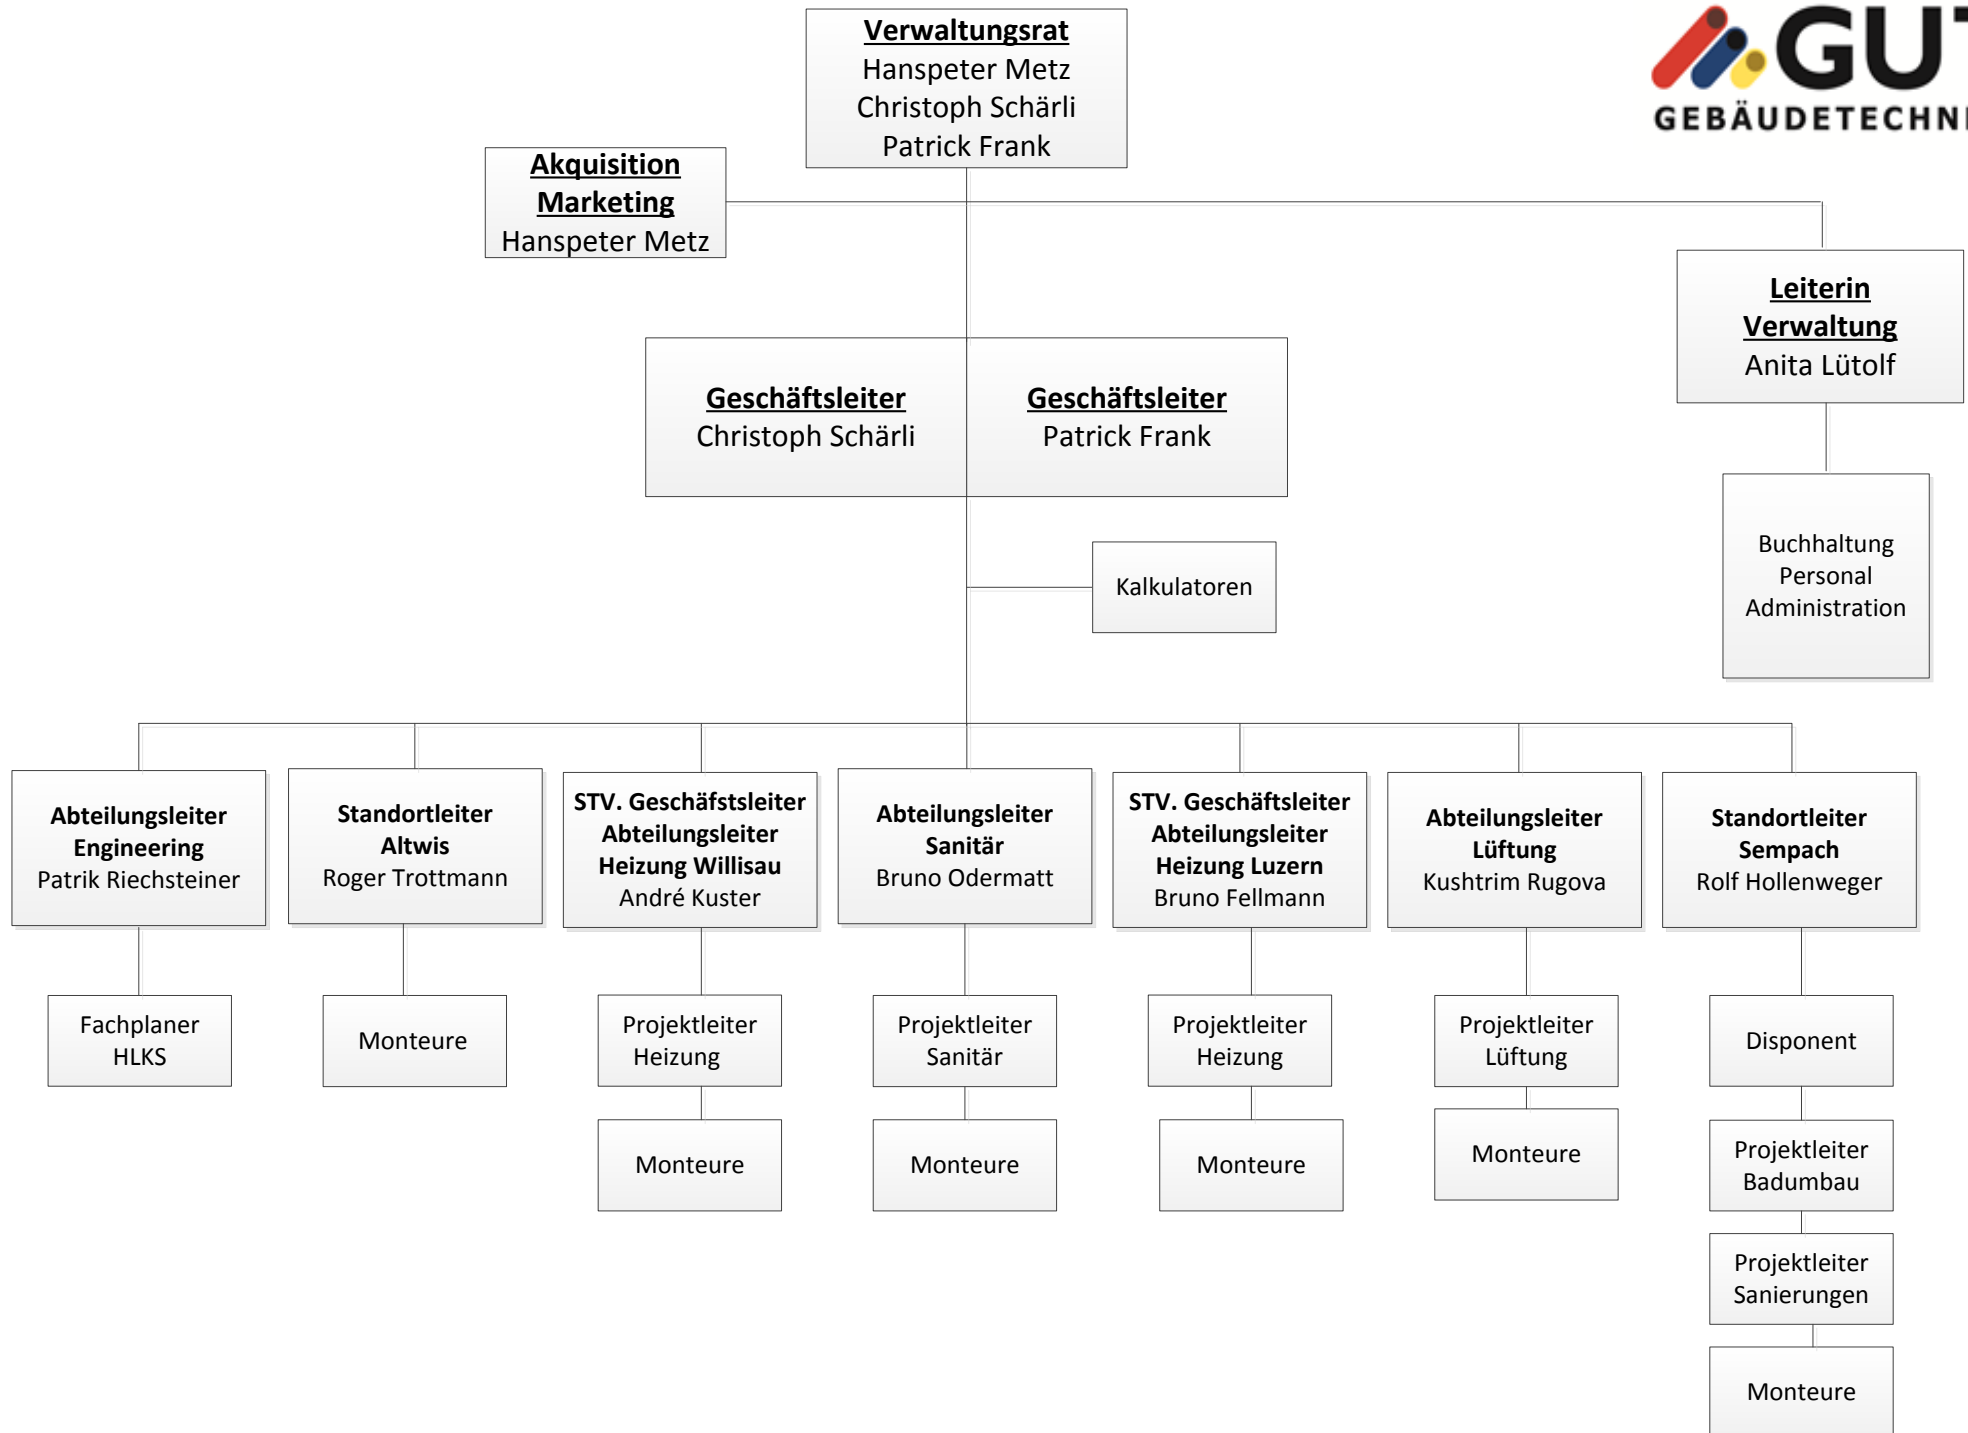 Verwaltungsrat
Hanspeter Metz
Christoph Schärli
Patrick Frank
GUT
GEBÄUDETECHNI
Akquisition
Marketing
Hanspeter Metz
Leiterin
Verwaltung
Anita Lütolf
Geschäftsleiter
Christoph Schärli
Geschäftsleiter
Patrick Frank
Kalkulatoren
Buchhaltung
Personal
Administration
Abteilungsleiter
Engineering
Patrik Riechsteiner
Standortleiter
Altwis
Roger Trottmann
STV. Geschäfstsleiter
Abteilungsleiter
Heizung Willisau
André Kuster
Abteilungsleiter
Sanitär
Bruno Odermatt
STV. Geschäftsleiter
Abteilungsleiter
Heizung Luzern
Bruno Fellmann
Abteilungsleiter
Lüftung
Kushtrim Rugova
Standortleiter
Sempach
Rolf Hollenweger
Fachplaner
HLKS
Monteure
Projektleiter
Heizung
Projektleiter
Sanitär
Projektleiter
Heizung
Projektleiter
Lüftung
Disponent
Monteure
Monteure
Monteure
Monteure
Projektleiter
Badumbau
Projektleiter
Sanierungen
Monteure